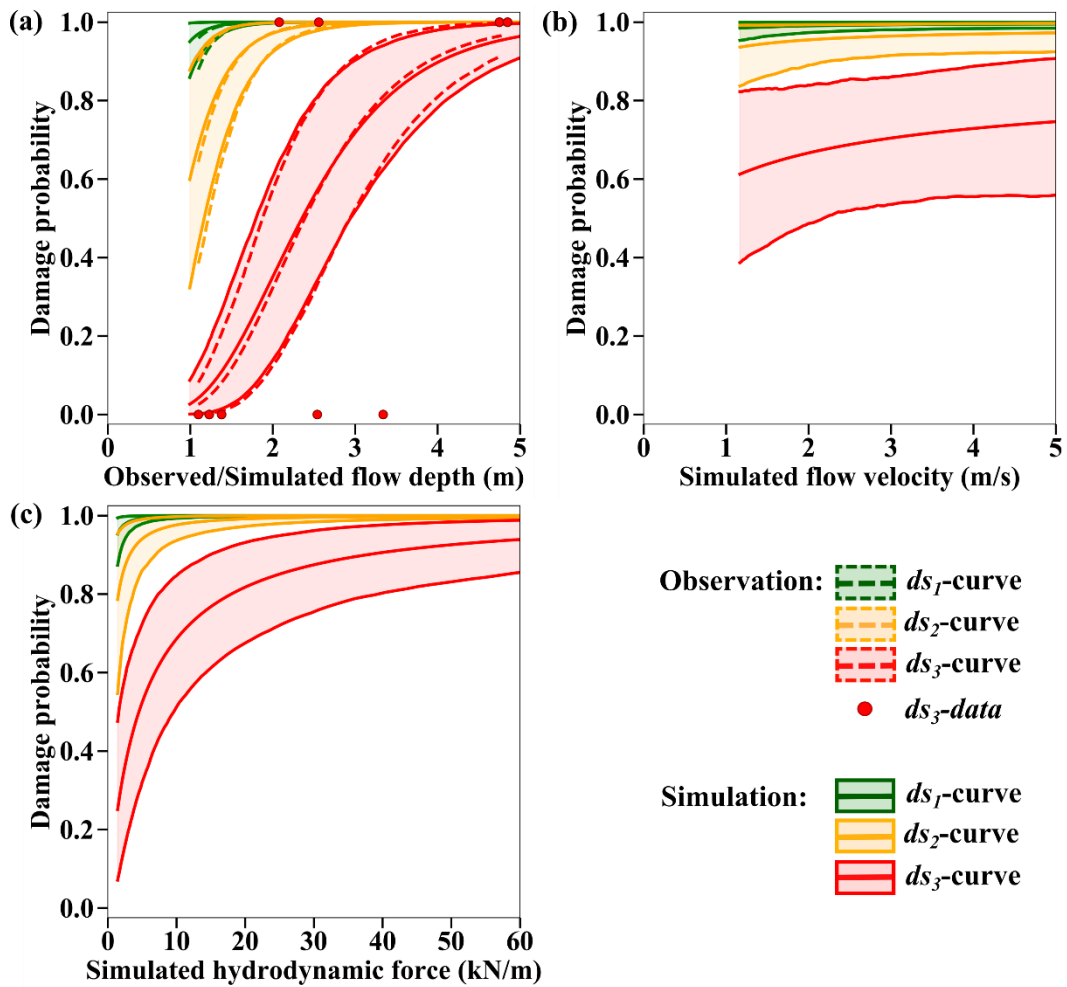 (a)
Damage probability
1.0
0.8
0.6
0.4
0.2
0.0
0 1 2 3 4 5
Observed/Simulated flow depth (m)
(b)
Damage probability
1.0
0.8
0.6
0.4
0.2
0.0
0 1 2 3 4 5
Simulated flow velocity (m/s)
(c)
Damage probability
1.0
0.8
0.6
0.4
0.2
0.0
0 10 20 30 40 50 60
Simulated hydrodynamic force (kN/m)
Observation:
ds1-curve
ds2-curve
ds3-curve
ds3-data
Simulation:
ds1-curve
ds2-curve
ds3-curve